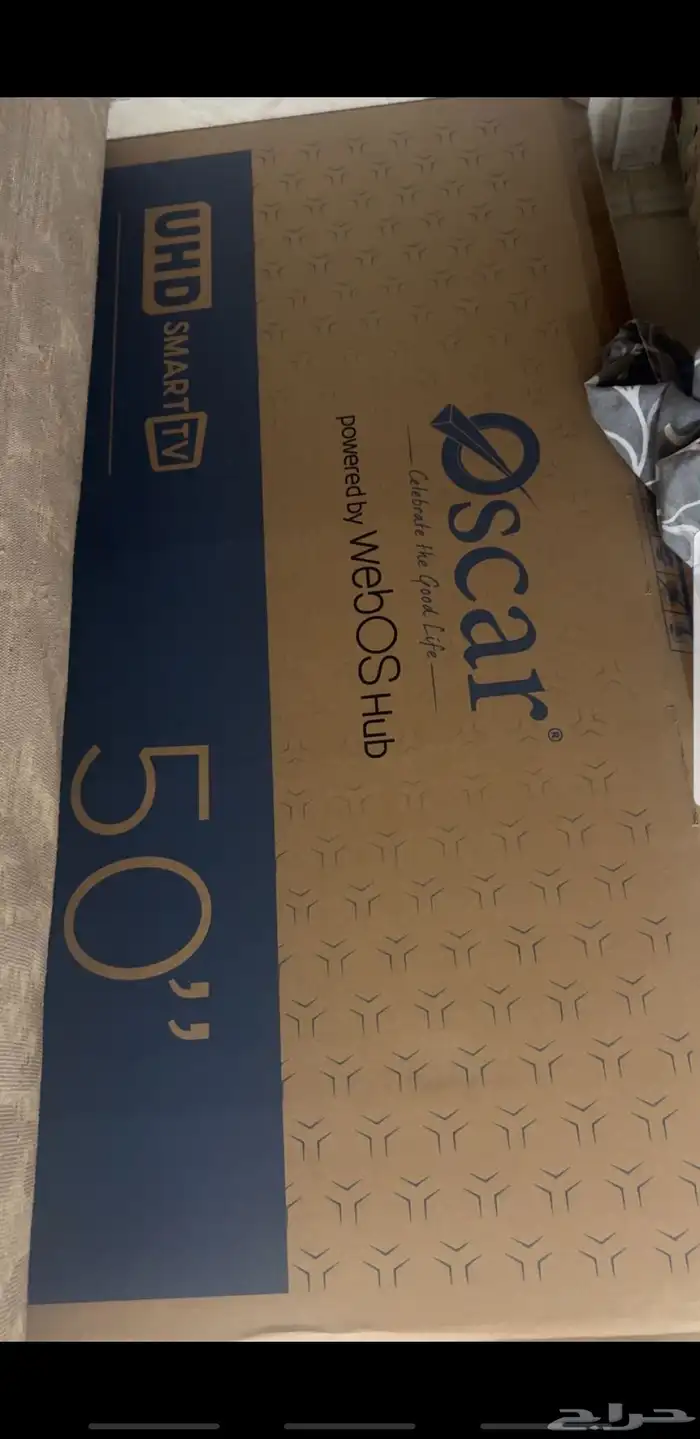 Oscar®
Celebrate the Good Life
powered by webOS Hub
UHD SMART TV
50’’
حراج